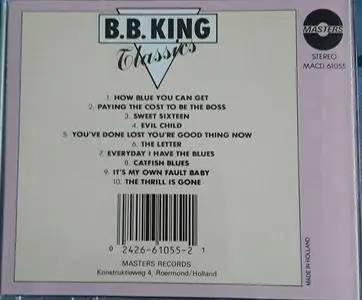 B.B. KING
Classics
MASTERS
STEREO
MACD 61055
1. HOW BLUE YOU CAN GET
2. PAYING THE COST TO BE THE BOSS
3. SWEET SIXTEEN
4. EVIL CHILD
5. YOU'VE DONE LOST YOU'RE GOOD THING NOW
6. THE LETTER
7. EVERYDAY I HAVE THE BLUES
8. CATFISH BLUES
9. IT'S MY OWN FAULT BABY
10. THE THRILL IS GONE
0 2426-61055-2 1
MASTERS RECORDS
Konstruktieweg 4, Roermond/Holland
MADE IN HOLLAND